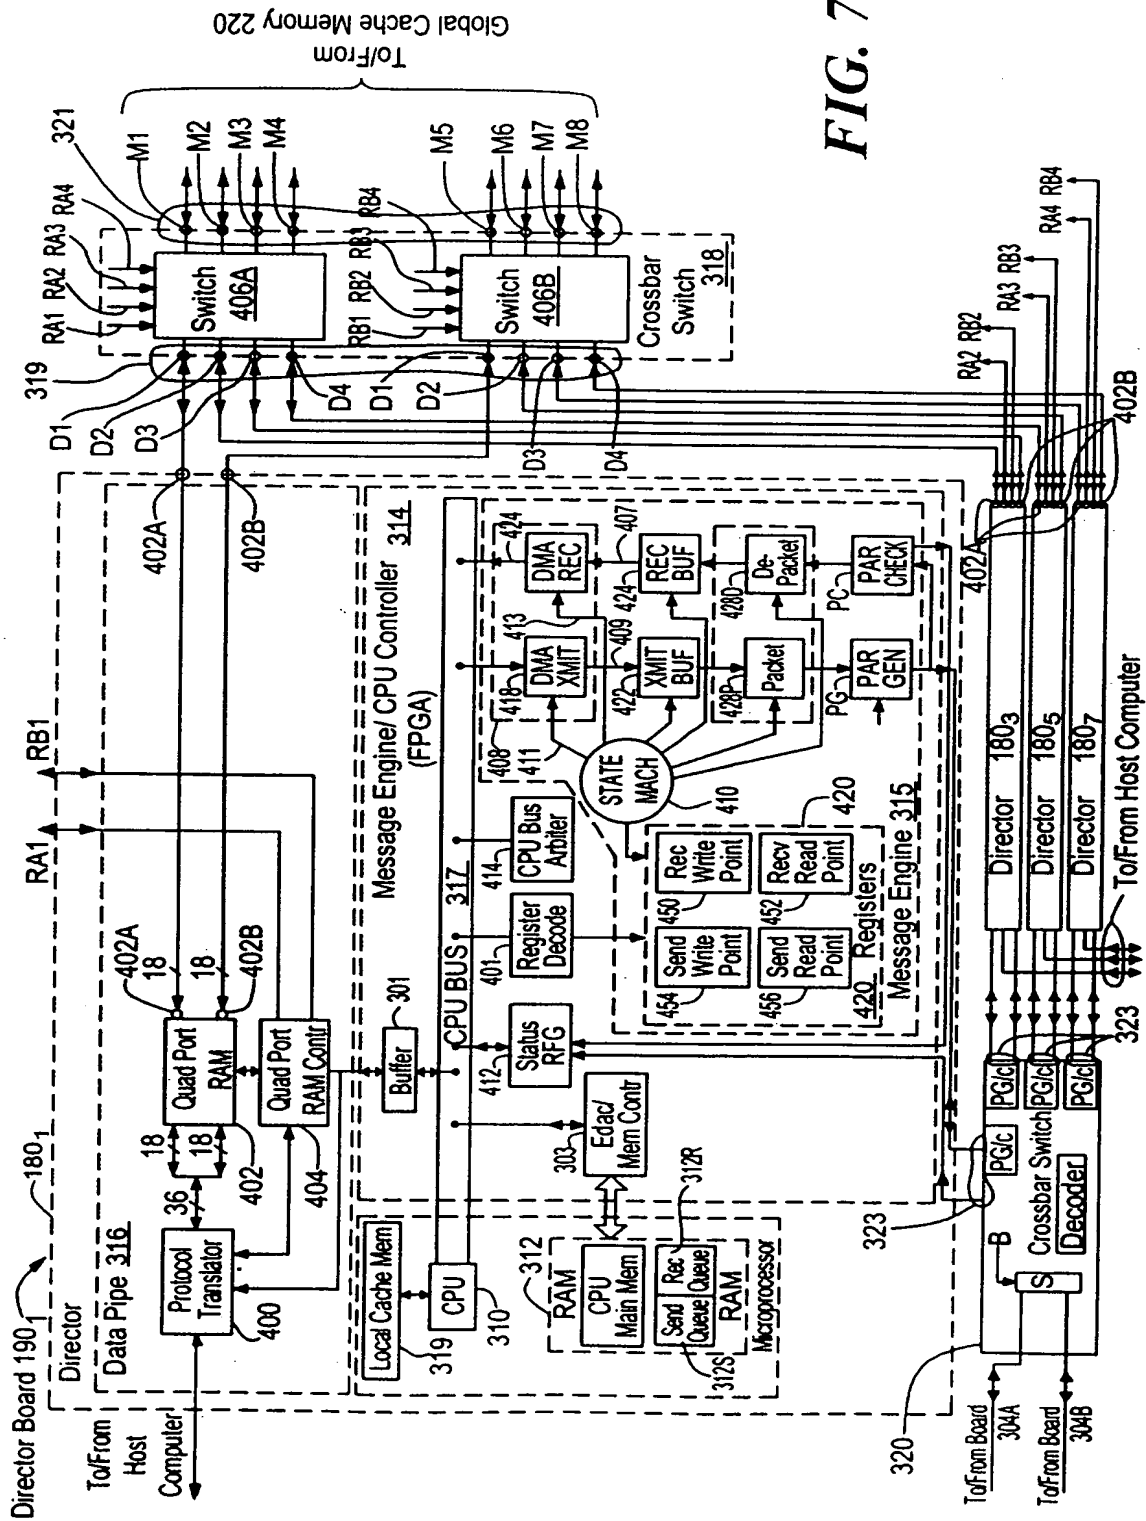 Director Board 190₁
180₁
Director
Data Pipe 316
To/From
Host
Computer
Protocol
Translator
400
36
18
18
Quad Port
RAM
402
Quad Port
RAM Contr
404
402A
18
18
402B
RA1
RB1
402A
402B
Message Engine/ CPU Controller
(FPGA)
314
Buffer
301
CPU BUS
317
Local Cache Mem
319
CPU
310
312
RAM
CPU
Main Mem
Send
Queue
Rec
Queue
RAM
312S
312R
Microprocessor
Edac/
Mem Contr
303
Status
RFG
412
Register
Decode
401
CPU Bus
Arbiter
414
STATE
MACH
410
408
411
413
DMA
XMIT
418
DMA
REC
424
409
407
XMIT
BUF
422
REC
BUF
424
Packet
428P
De-
Packet
428D
PAR
GEN
PG
PAR
CHECK
PC
Send
Write
Point
454
Rec
Write
Point
450
Send
Read
Point
456
Recv
Read
Point
452
420
420 Registers
Message Engine 315
319
D1
D2
D3
D4
D1
D2
D3
D4
RA1
RA2
RA3
RA4
Switch
406A
RB1
RB2
RB3
RB4
Switch
406B
Crossbar
Switch
318
321
M1
M2
M3
M4
M5
M6
M7
M8
To/From
Global Cache Memory 220
320
To/From Board
304A
To/From Board
304B
S
B
Crossbar Switch
Decoder
PG/c
PG/c
PG/c
PG/c
323
323
Director 180₃
Director 180₅
Director 180₇
To/From Host Computer
402A
402B
RA2
RB2
RA3
RB3
RA4
RB4
FIG. 7